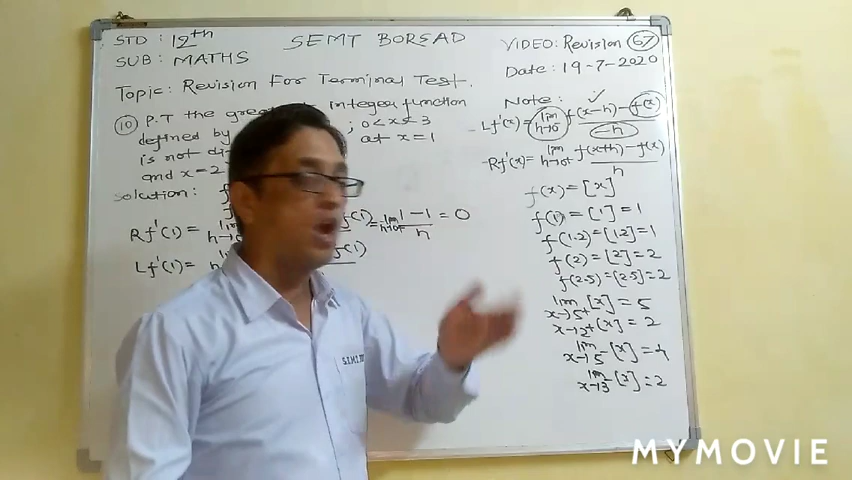 STD : 12th SEMT BOREAD VIDEO: Revision 67
SUB: MATHS Date: 19-7-2020
Topic: Revision For Terminal Test.
10 P.T the integer function
defined by ; 0<x<3
is not at x=1
and x=2
Solution:
Rf'(1) = f(1) = lim h→0+ 1-1/h = 0
Lf'(1) = f(1)
Note:
Lf'(x) = lim h→0- f(x-h)-f(x)/-h
Rf'(x) = lim h→0+ f(x+h)-f(x)/h
f(x) = [x]
f(1) = [1] = 1
f(1.2) = [1.2] = 1
f(2) = [2] = 2
f(2.5) = [2.5] = 2
lim x→5+ [x] = 5
x→2+ [x] = 2
lim x→5- [x] = 4
lim x→3- [x] = 2
S.E.M.T.
MYMOVIE